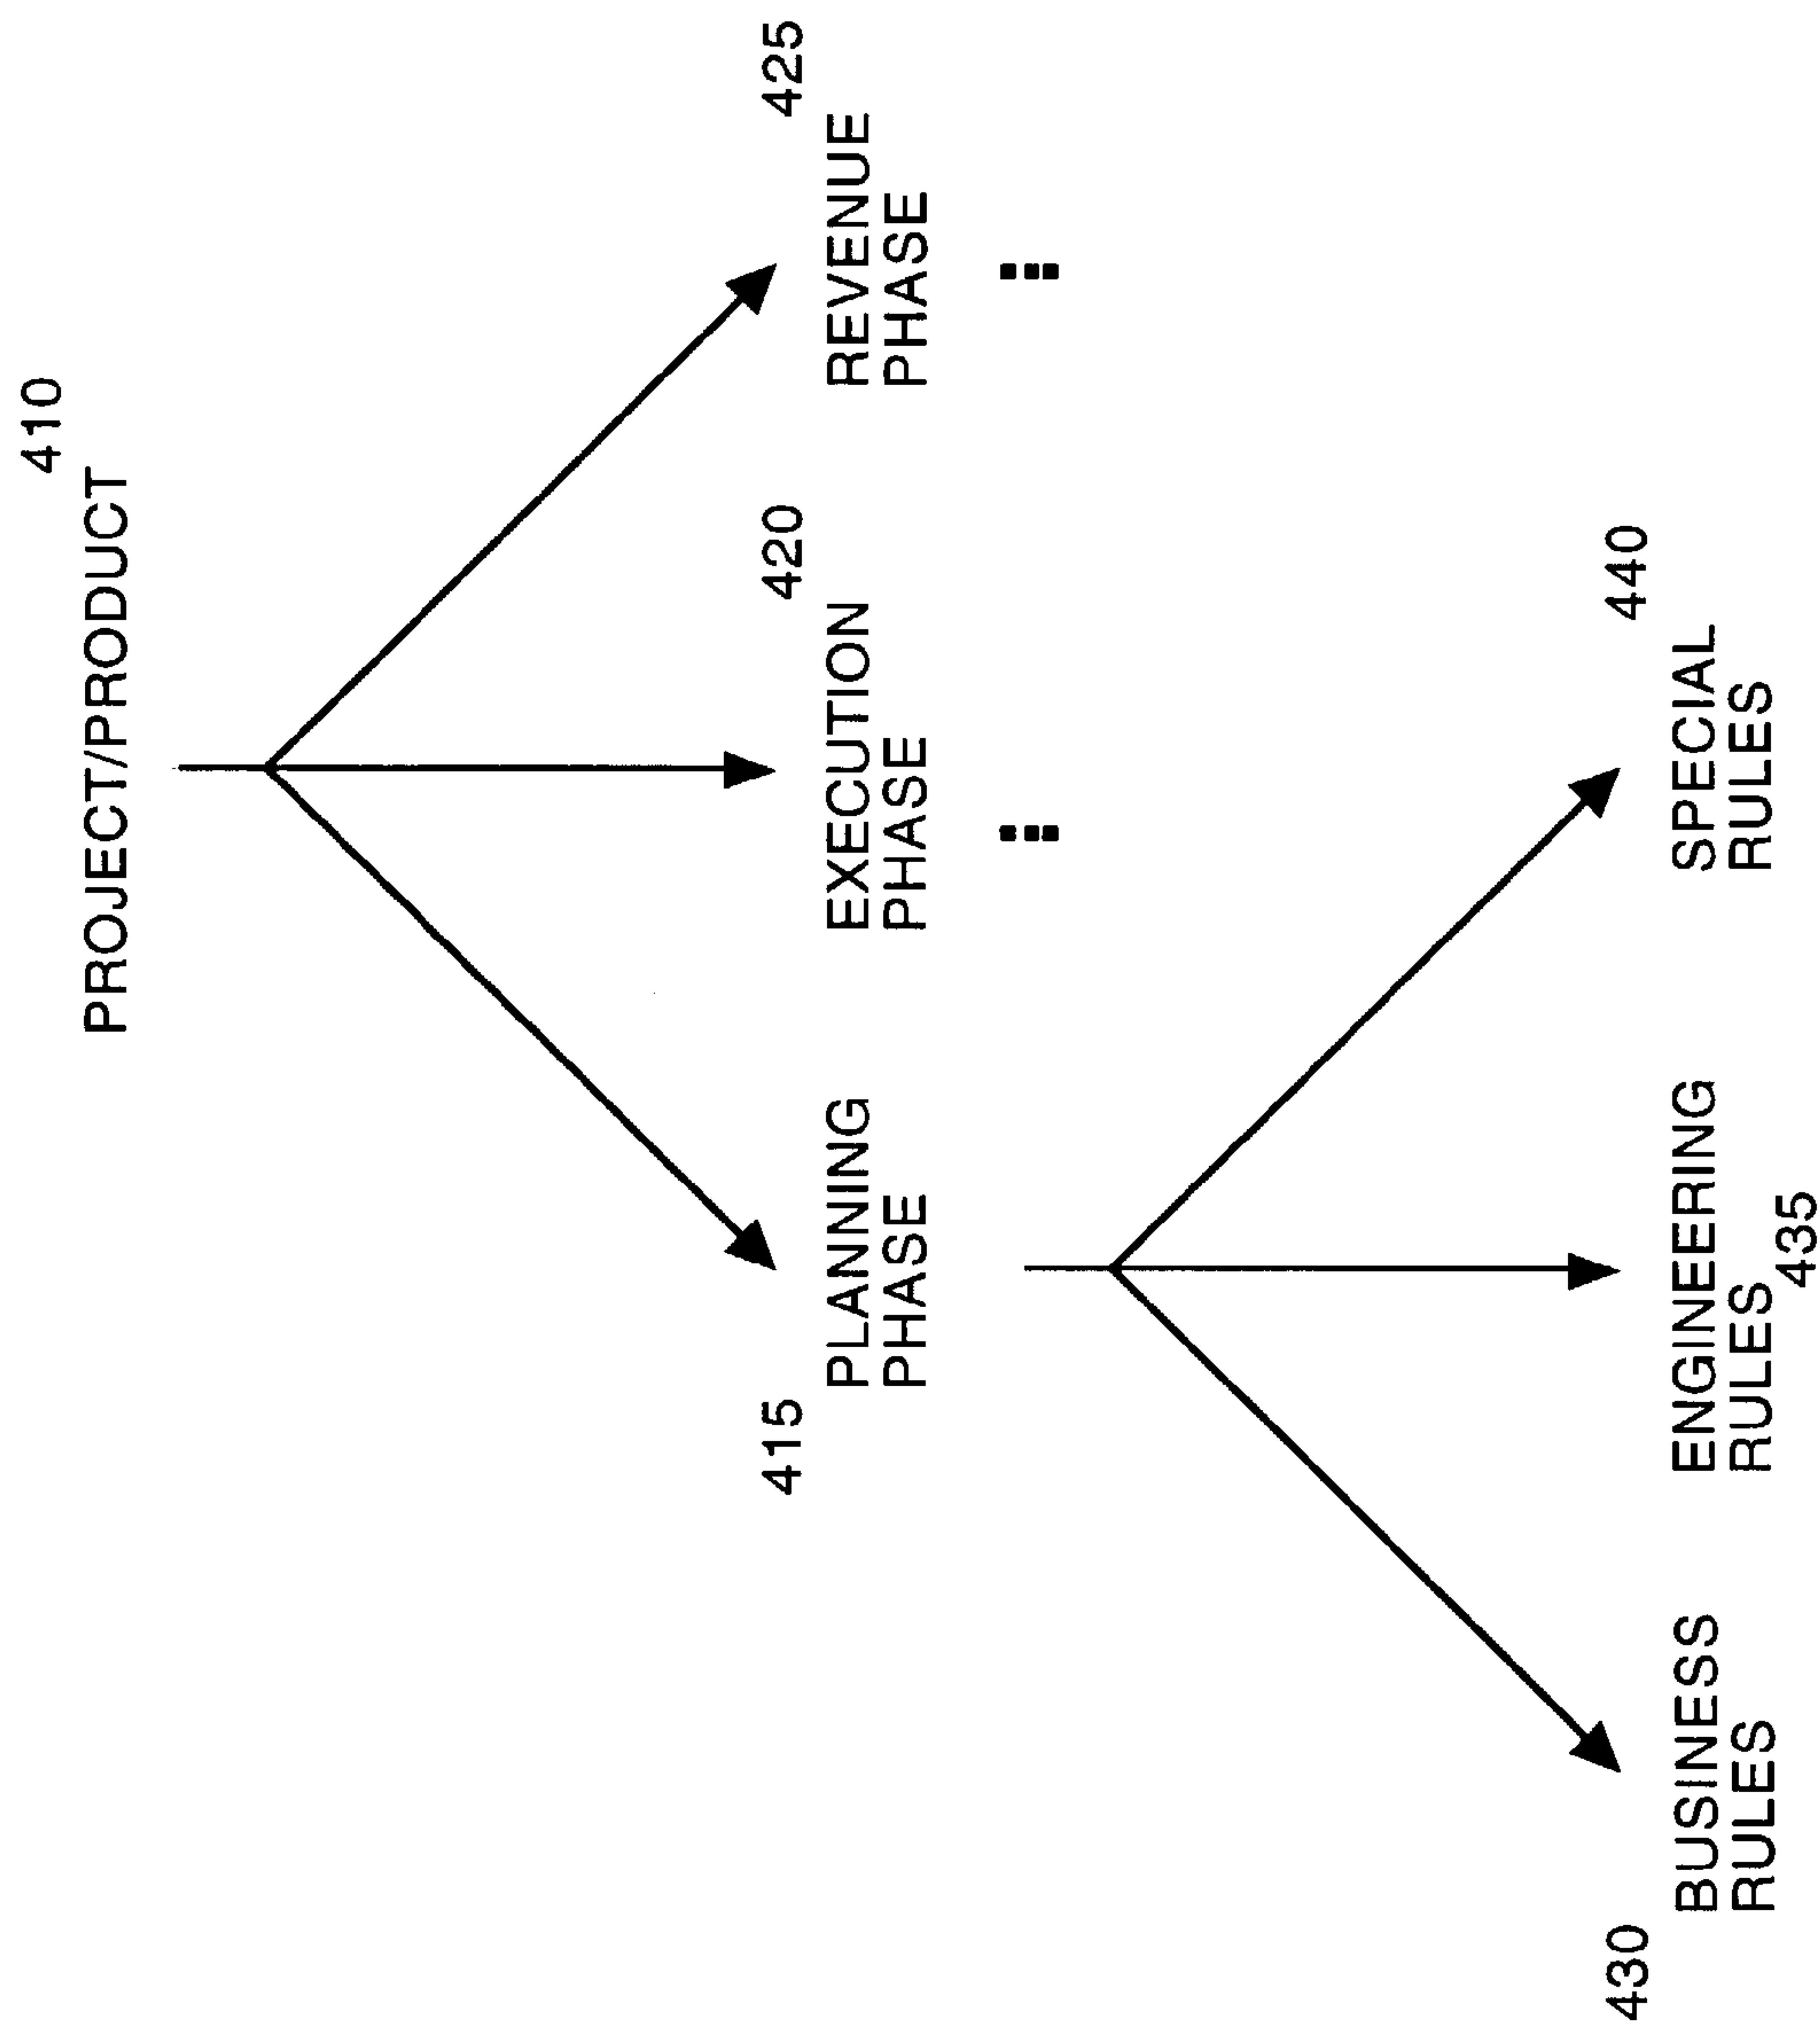 410
PROJECT/PRODUCT
415
PLANNING
PHASE
420
EXECUTION
PHASE
425
REVENUE
PHASE
430
BUSINESS
RULES
ENGINEERING
RULES
435
440
SPECIAL
RULES